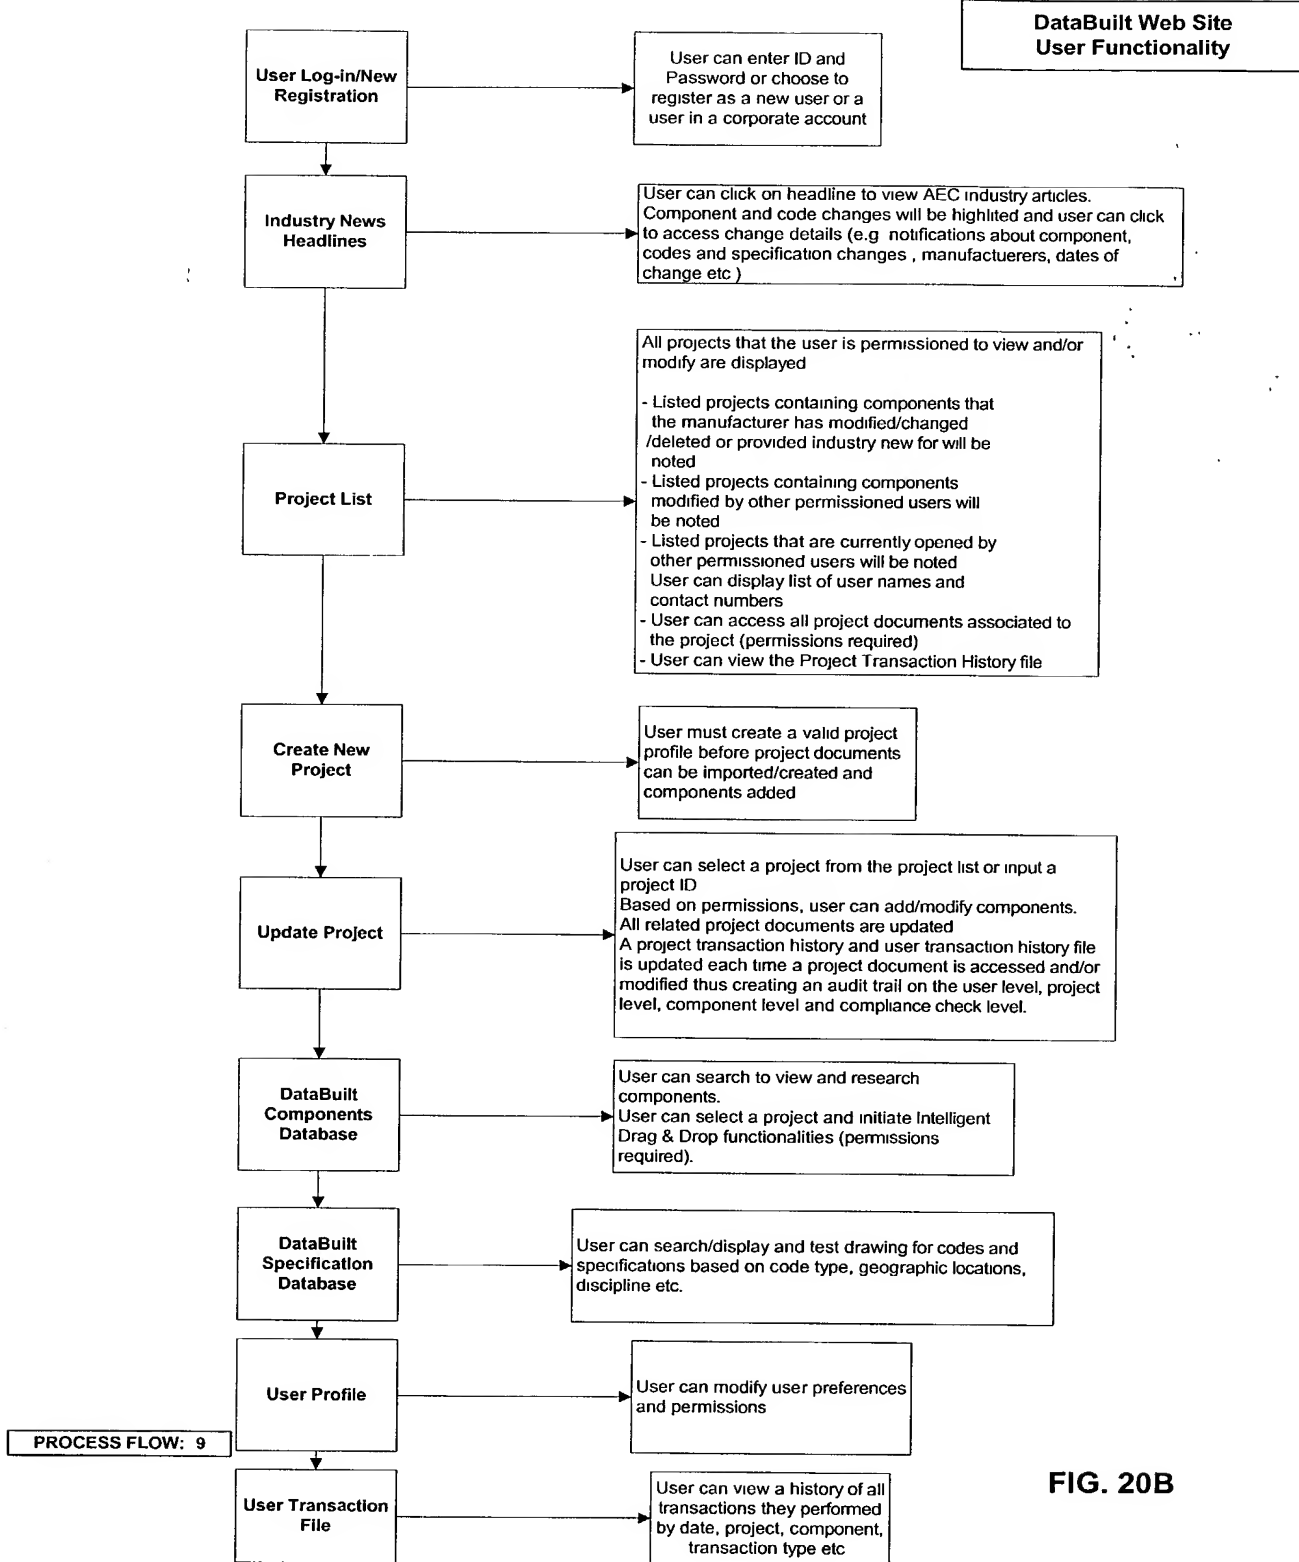 DataBuilt Web Site
User Functionality
User Log-in/New
Registration
User can enter ID and
Password or choose to
register as a new user or a
user in a corporate account
Industry News
Headlines
User can click on headline to view AEC industry articles.
Component and code changes will be highlited and user can click
to access change details (e.g notifications about component,
codes and specification changes , manufactuerers, dates of
change etc )
Project List
All projects that the user is permissioned to view and/or
modify are displayed
- Listed projects containing components that
the manufacturer has modified/changed
/deleted or provided industry new for will be
noted
- Listed projects containing components
modified by other permissioned users will
be noted
- Listed projects that are currently opened by
other permissioned users will be noted
User can display list of user names and
contact numbers
- User can access all project documents associated to
the project (permissions required)
- User can view the Project Transaction History file
Create New
Project
User must create a valid project
profile before project documents
can be imported/created and
components added
Update Project
User can select a project from the project list or input a
project ID
Based on permissions, user can add/modify components.
All related project documents are updated
A project transaction history and user transaction history file
is updated each time a project document is accessed and/or
modified thus creating an audit trail on the user level, project
level, component level and compliance check level.
DataBuilt
Components
Database
User can search to view and research
components.
User can select a project and initiate Intelligent
Drag & Drop functionalities (permissions
required).
DataBuilt
Specification
Database
User can search/display and test drawing for codes and
specifications based on code type, geographic locations,
discipline etc.
User Profile
User can modify user preferences
and permissions
PROCESS FLOW: 9
User Transaction
File
User can view a history of all
transactions they performed
by date, project, component,
transaction type etc
FIG. 20B